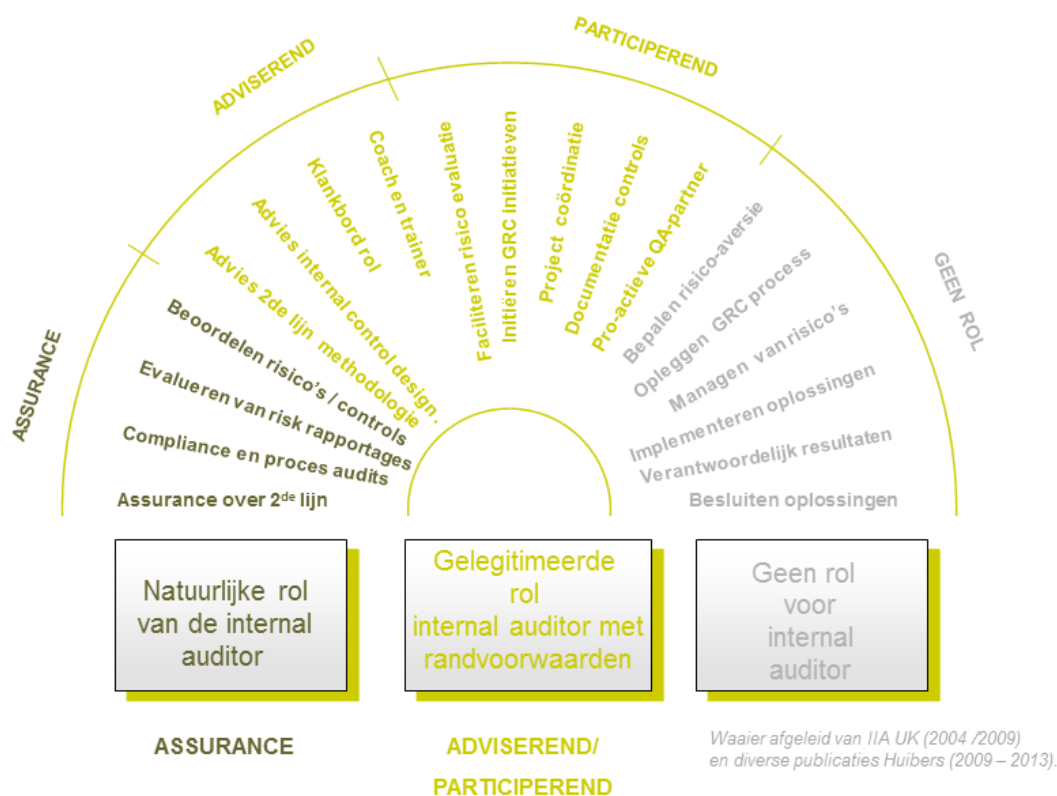 PARTICIPEREND
ADVISEREND
ASSURANCE
GEEN ROL
Assurance over 2de lijn
Compliance en proces audits
Evalueren van risk rapportages
Beoordelen risico's / controls
Advies 2de lijn methodologie
Advies internal control design.
Klankbord rol
Coach en trainer
Faciliteren risico evaluatie
Initiëren GRC initiatieven
Project coördinatie
Documentatie controls
Pro-actieve QA-partner
Bepalen risico-aversie
Opleggen GRC process
Managen van risico's
Implementeren oplossingen
Verantwoordelijk resultaten
Besluiten oplossingen
Natuurlijke rol
van de internal
auditor
Gelegitimeerde
rol
internal auditor met
randvoorwaarden
Geen rol
voor
internal
auditor
ASSURANCE
ADVISEREND/
PARTICIPEREND
Waaier afgeleid van IIA UK (2004 /2009)
en diverse publicaties Huibers (2009 – 2013).